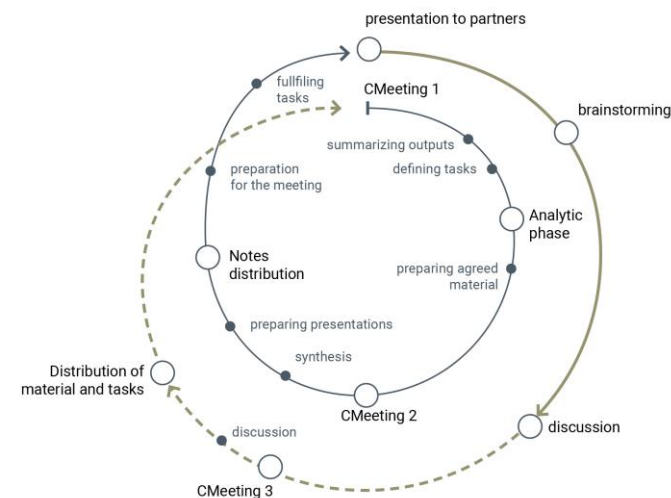 presentation to partners
fullfiling
tasks
CMeeting 1
brainstorming
summarizing outputs
defining tasks
preparation
for the meeting
Analytic
phase
Notes
distribution
preparing agreed
material
preparing presentations
synthesis
Distribution of
material and tasks
CMeeting 2
discussion
discussion
CMeeting 3